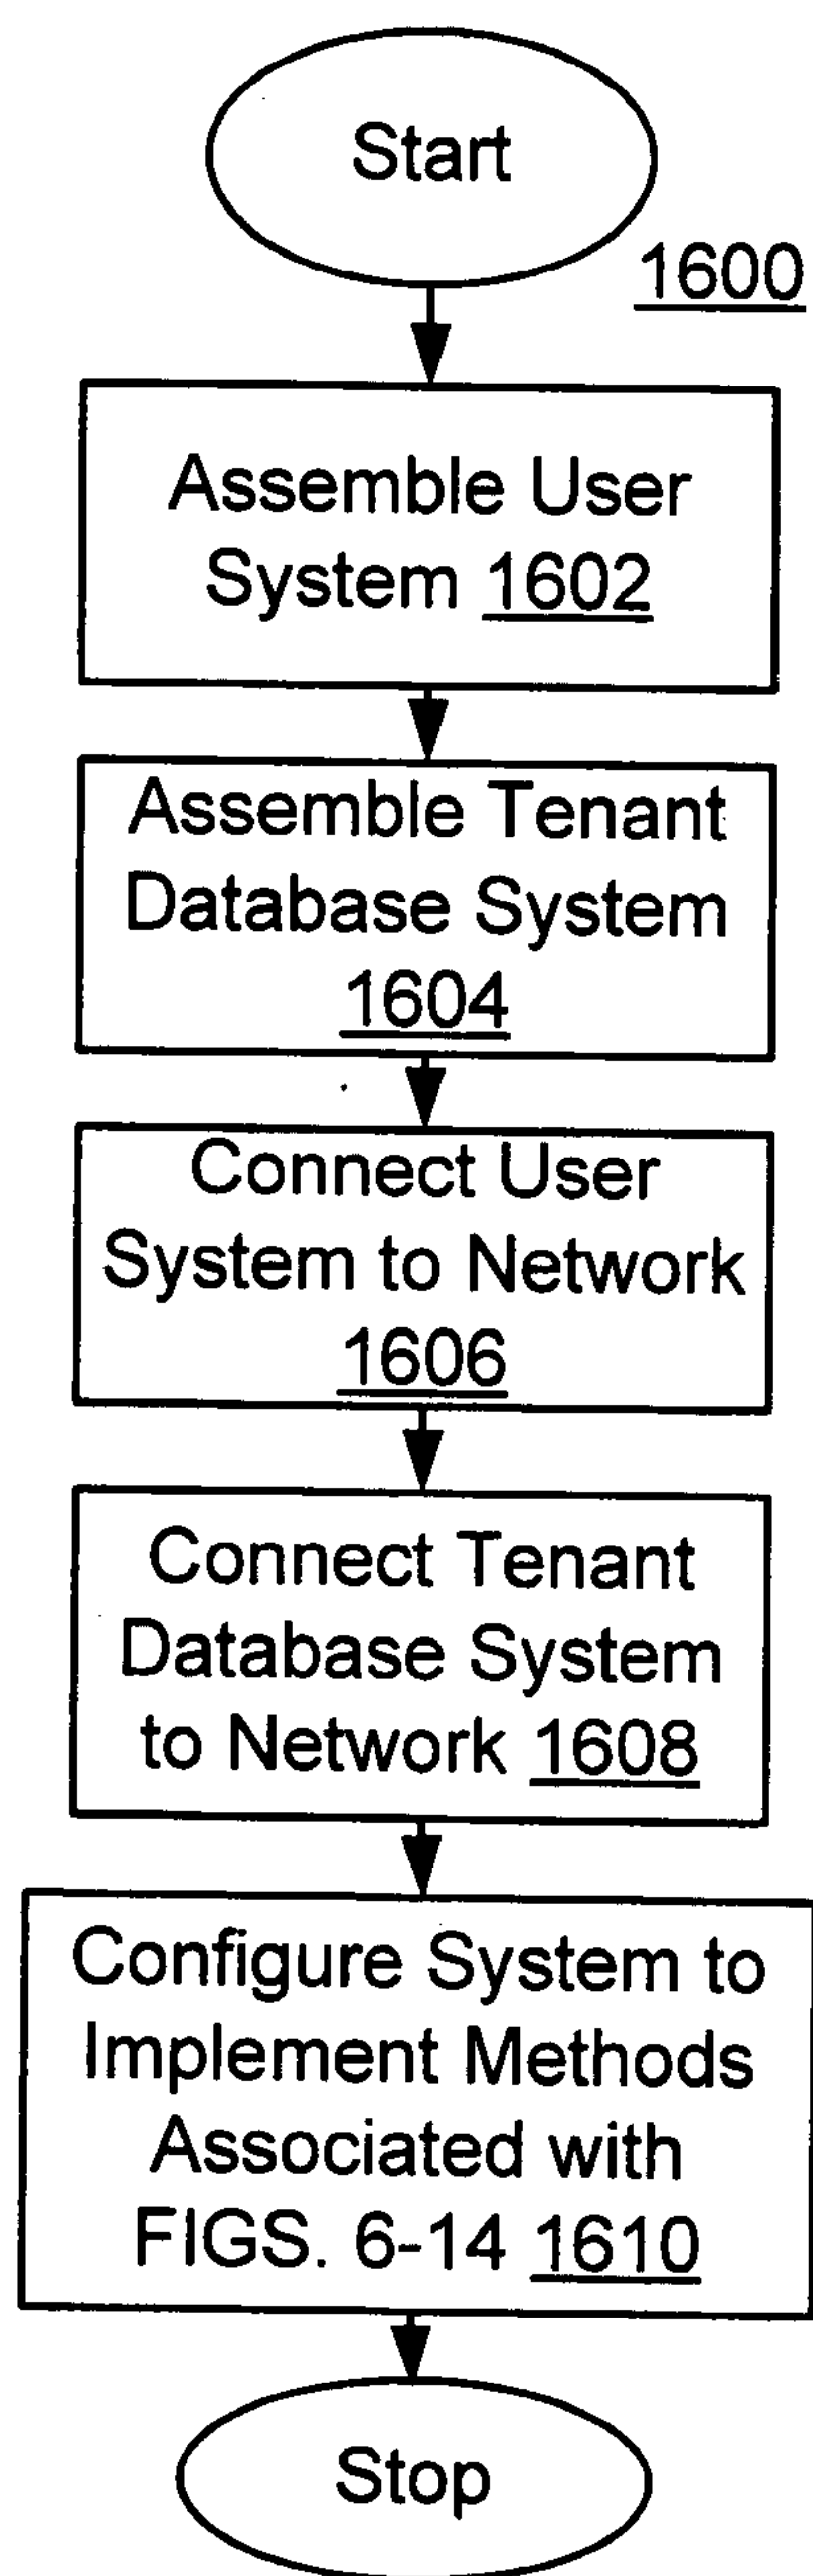 Start
1600
Assemble User
System 1602
Assemble Tenant
Database System
1604
Connect User
System to Network
1606
Connect Tenant
Database System
to Network 1608
Configure System to
Implement Methods
Associated with
FIGS. 6-14 1610
Stop